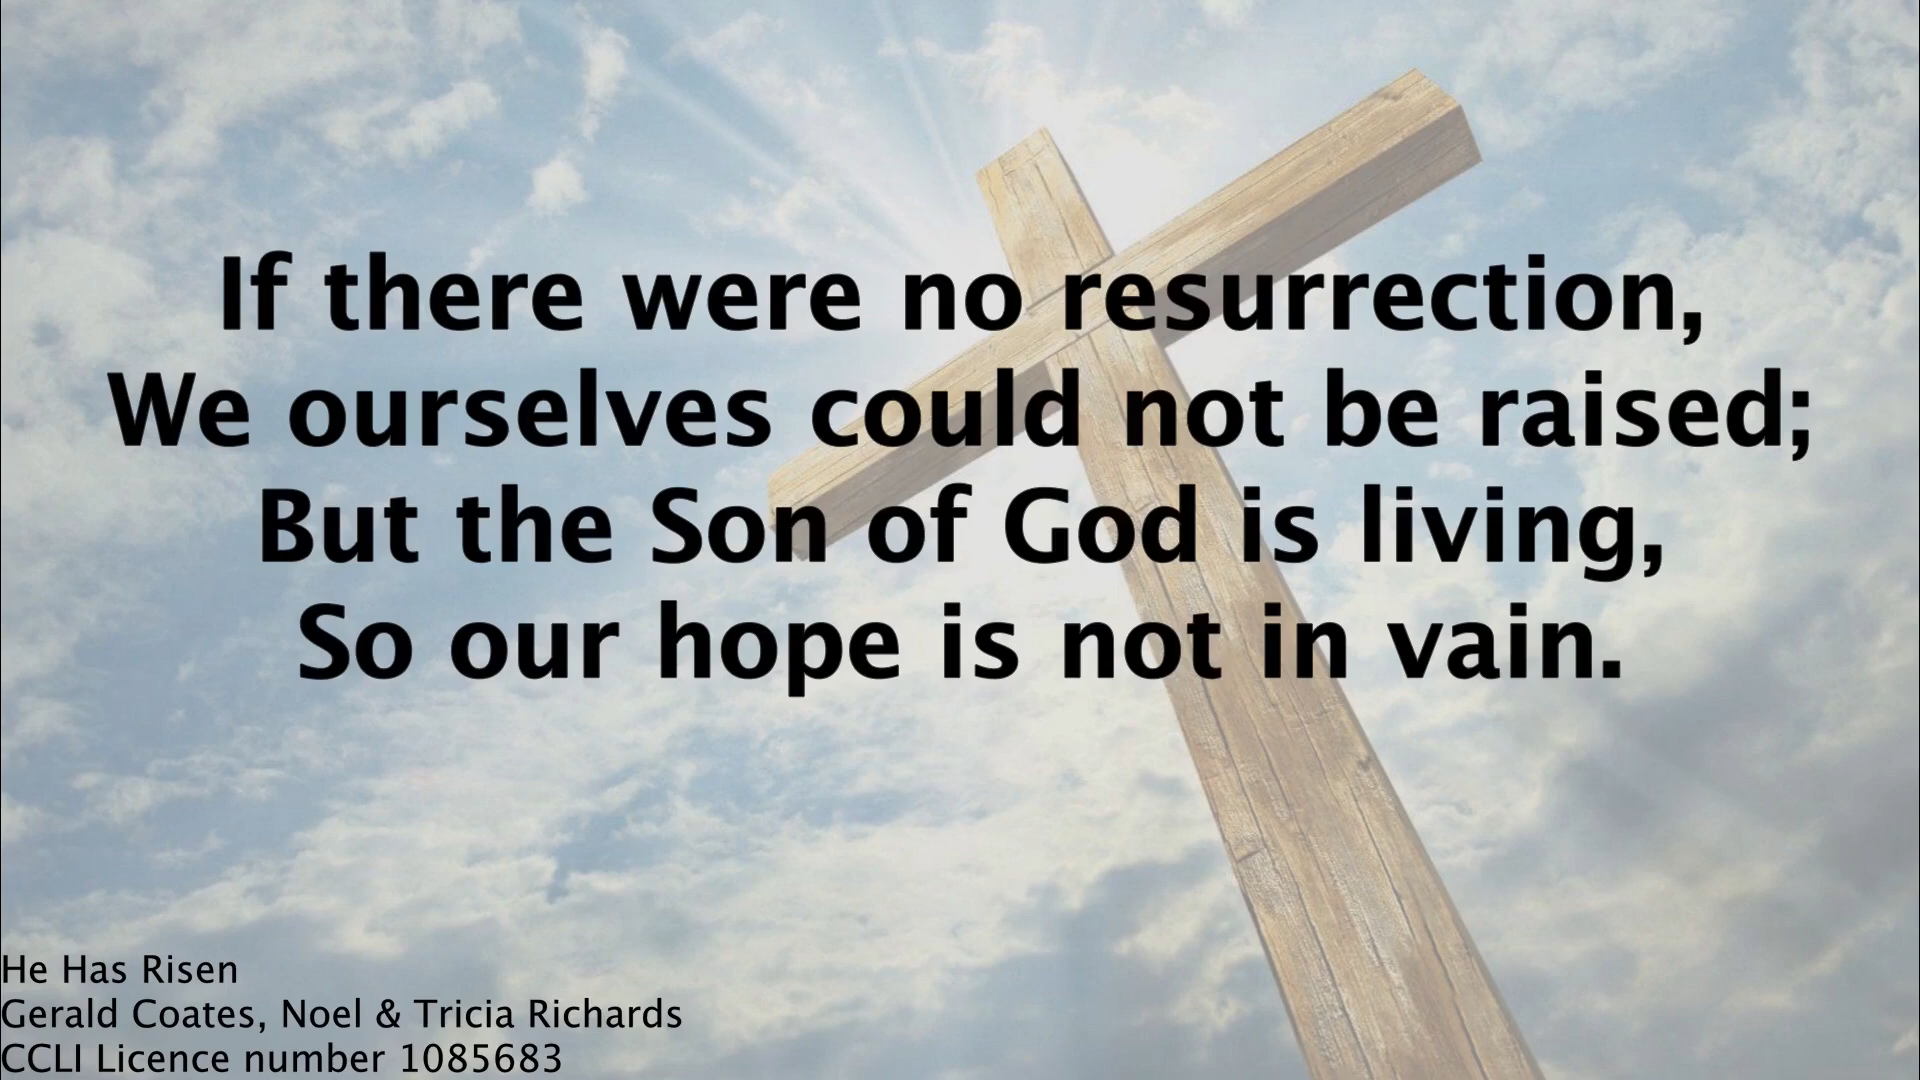 If there were no resurrection,
We ourselves could not be raised;
But the Son of God is living,
So our hope is not in vain.
He Has Risen
Gerald Coates, Noel & Tricia Richards
CCLI Licence number 1085683